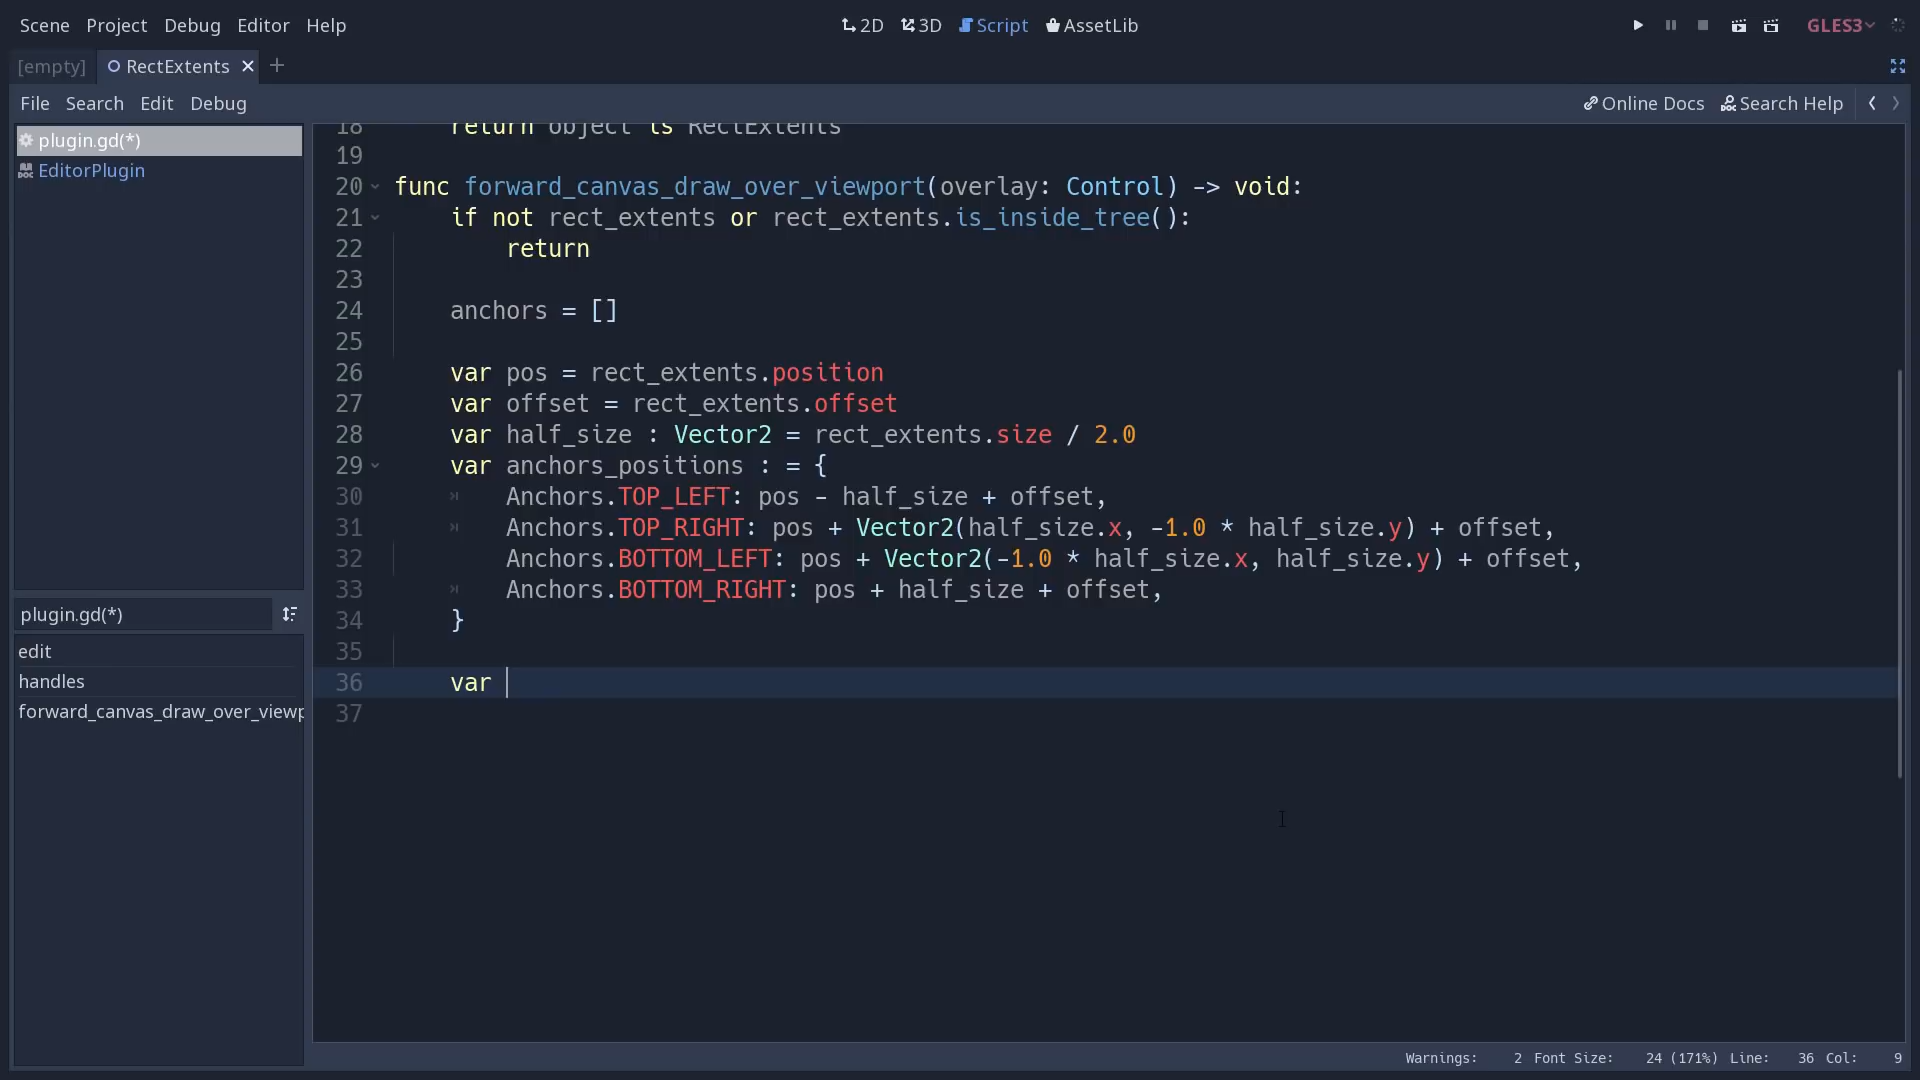 Scene Project Debug Editor Help
2D 3D Script AssetLib
GLES3
[empty] RectExtents
File Search Edit Debug
Online Docs Search Help
plugin.gd(*)
EditorPlugin
plugin.gd(*)
edit
handles
forward_canvas_draw_over_viewp
18 return object is RectExtents
19
20 func forward_canvas_draw_over_viewport(overlay: Control) -> void:
21 if not rect_extents or rect_extents.is_inside_tree():
22 return
23
24 anchors = []
25
26 var pos = rect_extents.position
27 var offset = rect_extents.offset
28 var half_size : Vector2 = rect_extents.size / 2.0
29 var anchors_positions : = {
30 Anchors.TOP_LEFT: pos - half_size + offset,
31 Anchors.TOP_RIGHT: pos + Vector2(half_size.x, -1.0 * half_size.y) + offset,
32 Anchors.BOTTOM_LEFT: pos + Vector2(-1.0 * half_size.x, half_size.y) + offset,
33 Anchors.BOTTOM_RIGHT: pos + half_size + offset,
34 }
35
36 var
37
Warnings: 2 Font Size: 24 (171%) Line: 36 Col: 9